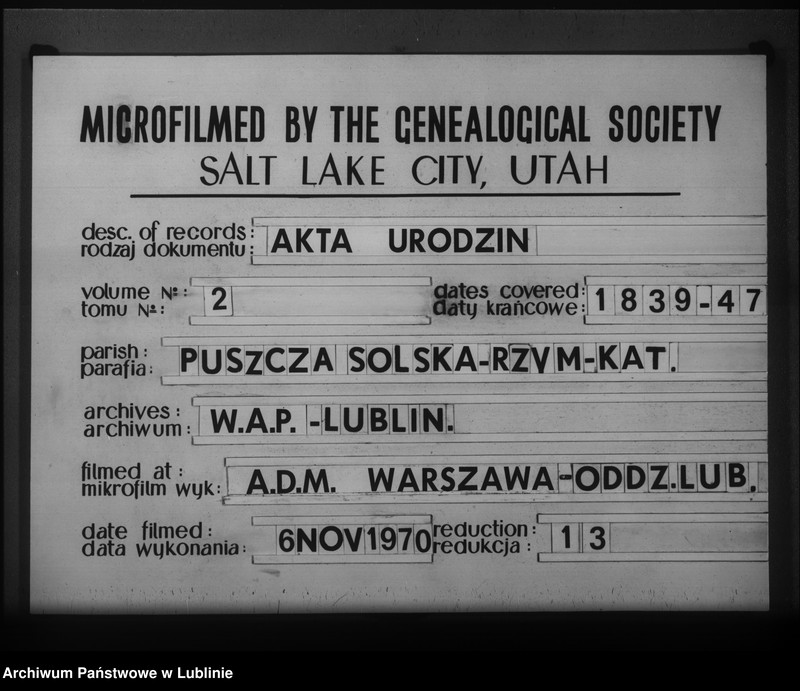 MICROFILMED BY THE GENEALOGICAL SOCIETY
SALT LAKE CITY, UTAH
desc. of records:
rodzaj dokumentu: AKTA URODZIN
volume №: 2 dates covered: 1839-47
tomu №: daty krańcowe:
parish:
parafia: PUSZCZA SOLSKA-RZYM-KAT.
archives:
archiwum: W.A.P.-LUBLIN.
filmed at:
mikrofilm wyk: A.D.M. WARSZAWA-ODDZ.LUB.
date filmed: 6NOV1970 reduction: 13
data wykonania: redukcja:
Archiwum Państwowe w Lublinie